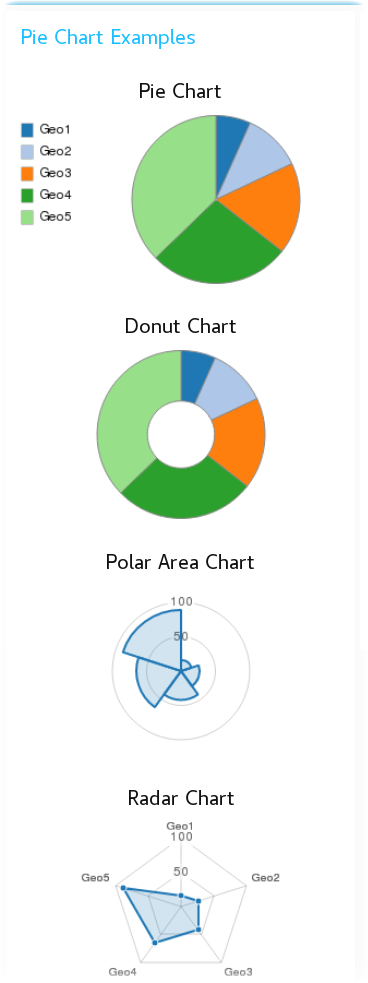 Pie Chart Examples
Pie Chart
Geo1
Geo2
Geo3
Geo4
Geo5
Donut Chart
Polar Area Chart
100
50
Radar Chart
Geo1
100
50
Geo5
Geo2
Geo4
Geo3